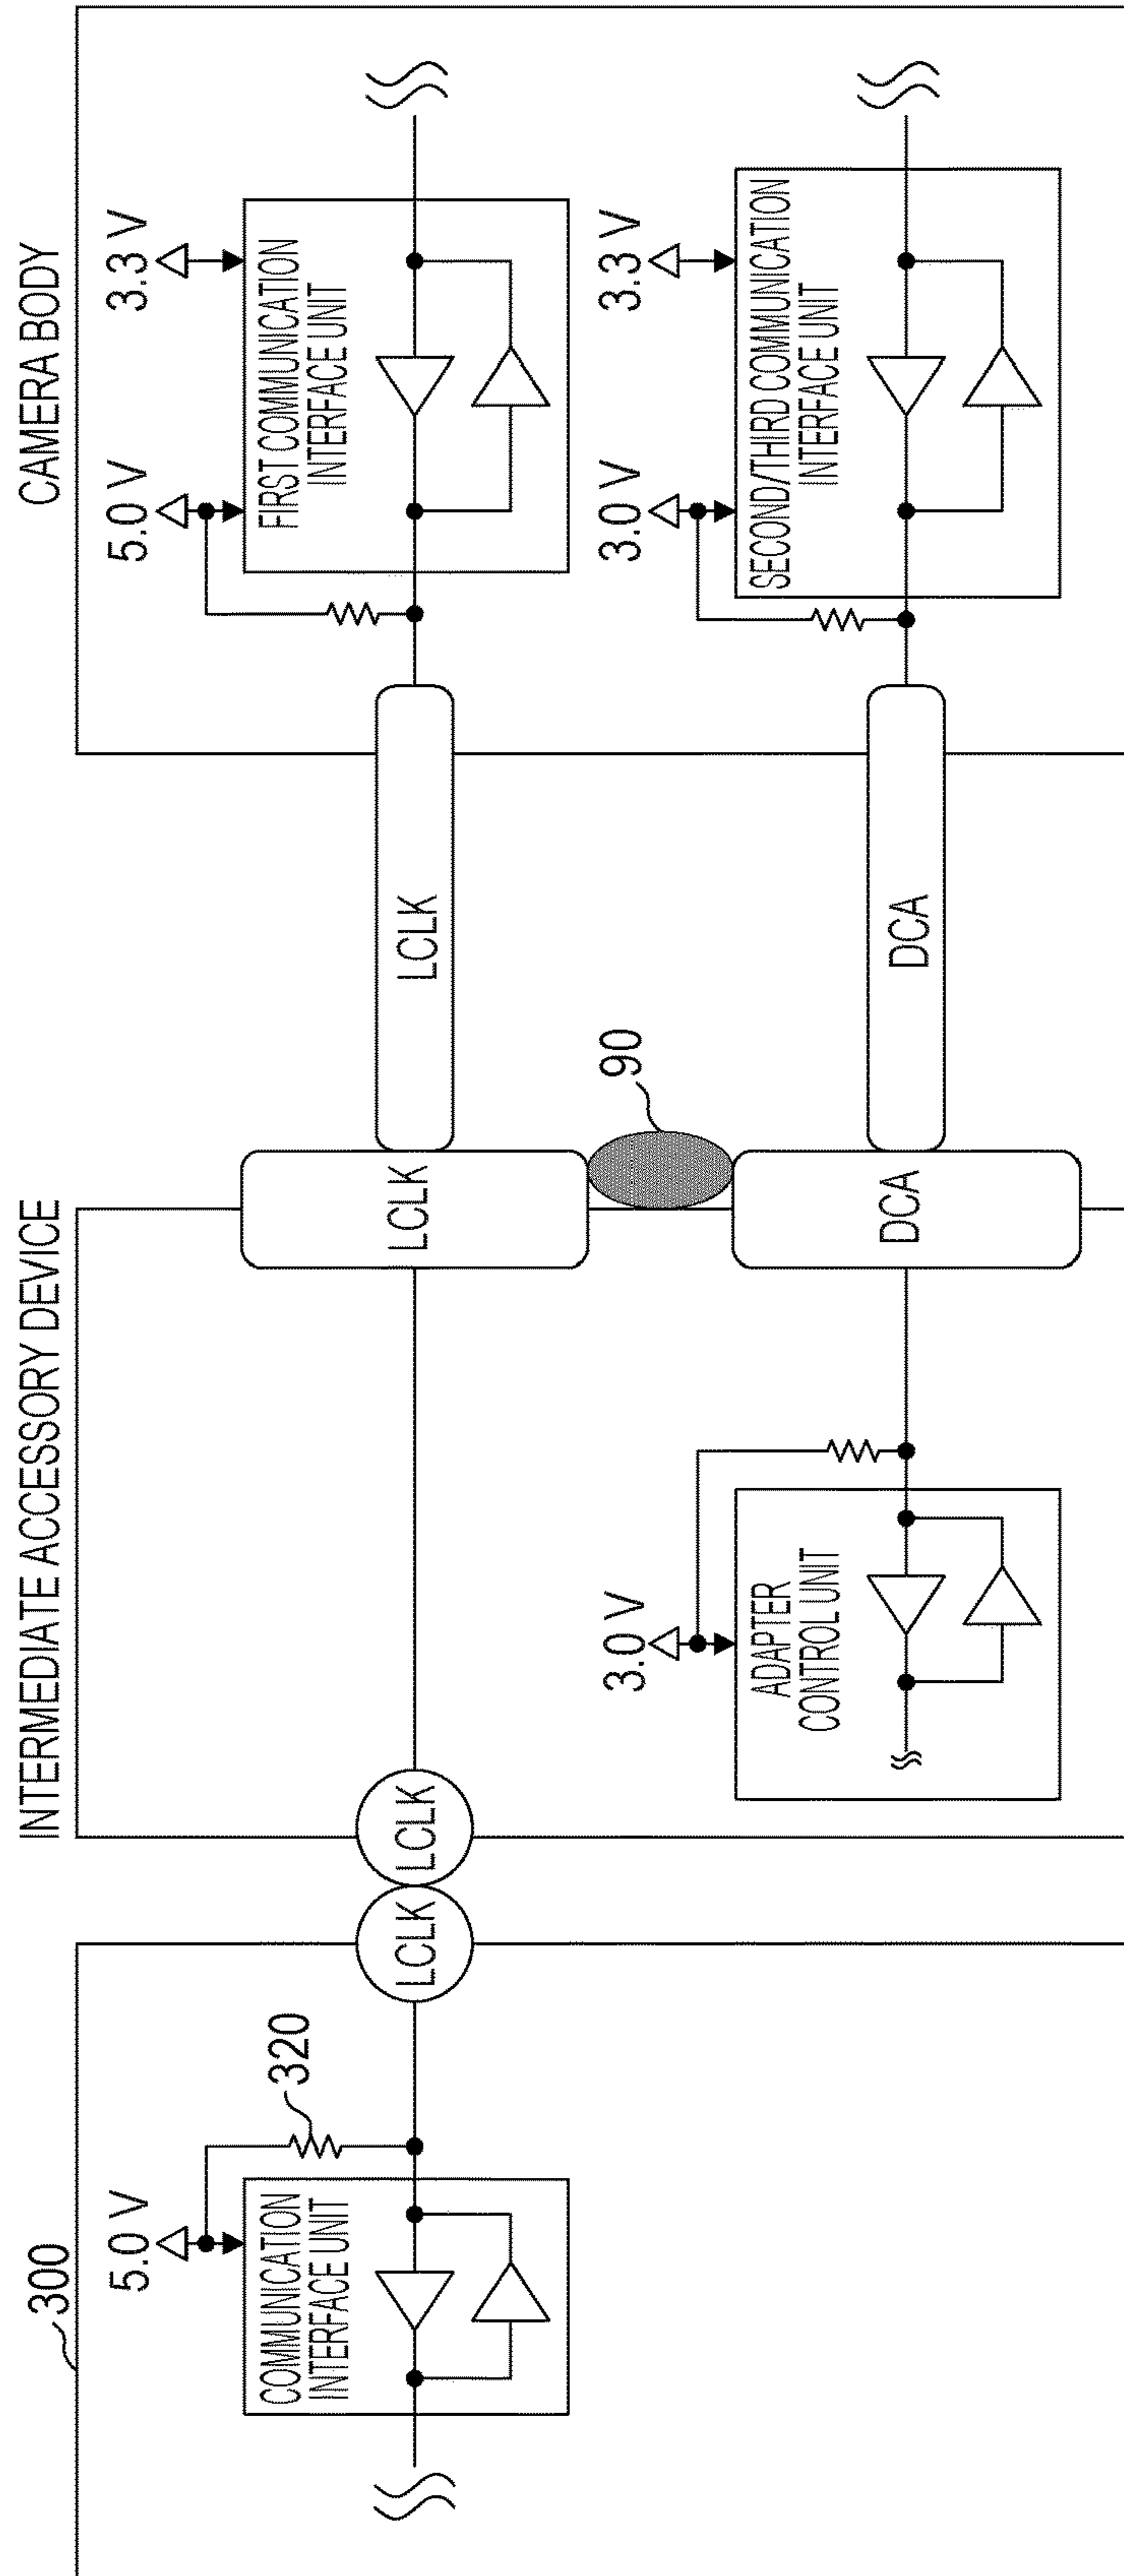 CAMERA BODY
5.0 V
3.3 V
FIRST COMMUNICATION
INTERFACE UNIT
3.0 V
3.3 V
SECOND/THIRD COMMUNICATION
INTERFACE UNIT
LCLK
DCA
90
INTERMEDIATE ACCESSORY DEVICE
LCLK
DCA
3.0 V
ADAPTER
CONTROL UNIT
LCLK
LCLK
300
320
5.0 V
COMMUNICATION
INTERFACE UNIT